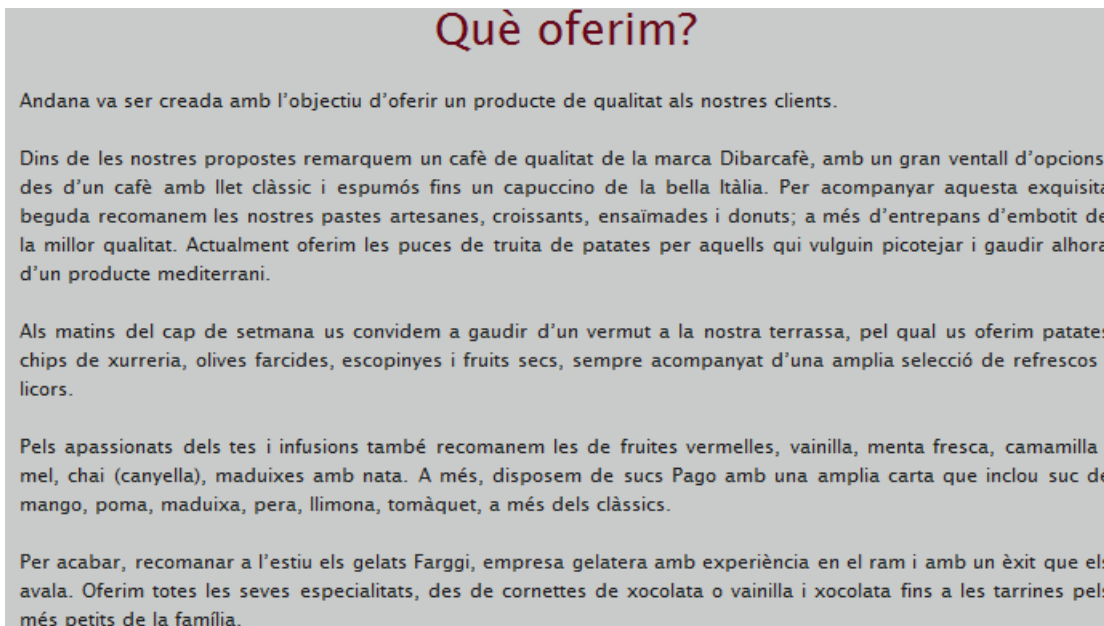 Què oferim?
Andana va ser creada amb l'objectiu d'oferir un producte de qualitat als nostres clients.
Dins de les nostres propostes remarquem un cafè de qualitat de la marca Dibarcafè, amb un gran ventall d'opcions
des d'un cafè amb llet clàssic i espumós fins un capuccino de la bella Itàlia. Per acompanyar aquesta exquisita
beguda recomanem les nostres pastes artesanes, croissants, ensaïmades i donuts; a més d'entrepans d'embotit de
la millor qualitat. Actualment oferim les puces de truita de patates per aquells qui vulguin picotejar i gaudir alhora
d'un producte mediterrani.
Als matins del cap de setmana us convidem a gaudir d'un vermut a la nostra terrassa, pel qual us oferim patates
chips de xurreria, olives farcides, escopinyes i fruits secs, sempre acompanyat d'una amplia selecció de refrescos
licors.
Pels apassionats dels tes i infusions també recomanem les de fruites vermelles, vainilla, menta fresca, camamilla
mel, chai (canyella), maduixes amb nata. A més, disposem de sucs Pago amb una amplia carta que inclou suc de
mango, poma, maduixa, pera, llimona, tomàquet, a més dels clàssics.
Per acabar, recomanar a l'estiu els gelats Farggi, empresa gelatera amb experiència en el ram i amb un èxit que els
avala. Oferim totes les seves especialitats, des de cornettes de xocolata o vainilla i xocolata fins a les tarrines pels
més petits de la família.